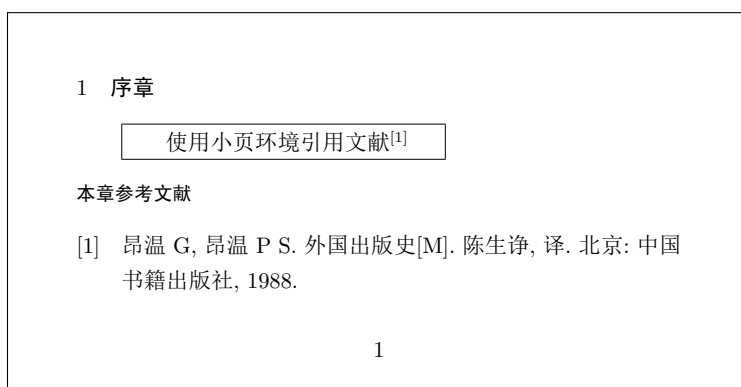 1 序章
使用小页环境引用文献[1]
本章参考文献
[1] 昂温 G, 昂温 P S. 外国出版史[M]. 陈生诤, 译. 北京: 中国
书籍出版社, 1988.
1